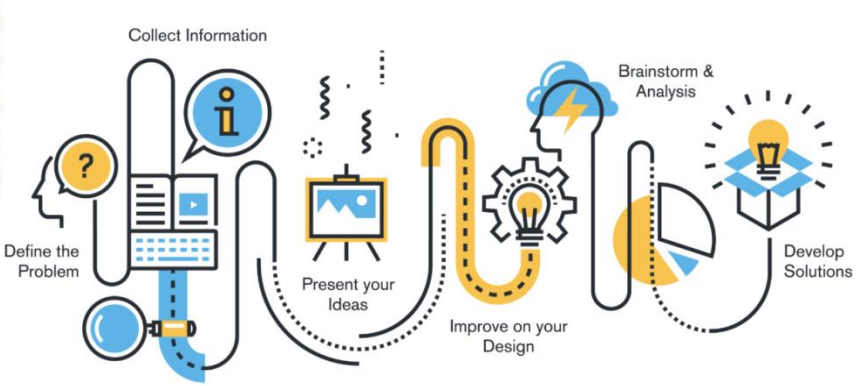 Collect Information
Define the
Problem
?
i
Present your
Ideas
Improve on your
Design
Brainstorm &
Analysis
Develop
Solutions